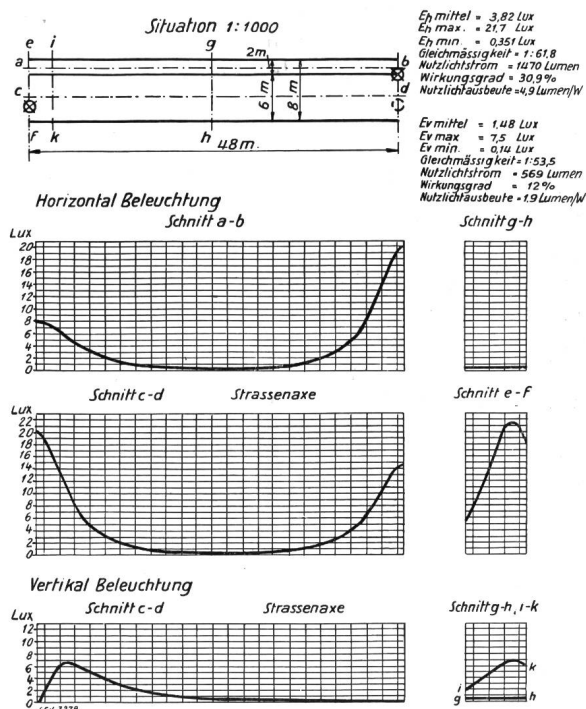 Situation 1:1000
e i g 2m.
a b
c 6 m 8 m. d
f k h
48 m.
Eh mittel = 3,82 Lux
Eh max. = 21,7 Lux
Eh min. = 0,351 Lux
Gleichmässigkeit = 1:61,8
Nutzlichtstrom = 1470 Lumen
Wirkungsgrad = 30,9%
Nutzlichtausbeute = 4,9 Lumen/W
Ev mittel = 1,48 Lux
Ev max = 7,5 Lux
Ev min. = 0,14 Lux
Gleichmässigkeit = 1:53,5
Nutzlichtstrom = 569 Lumen
Wirkungsgrad = 12%
Nutzlichtausbeute = 1,9 Lumen/W
Horizontal Beleuchtung
Schnitt a-b
Schnitt g-h
Lux
20
18
16
14
12
10
8
6
4
2
0
Schnitt c-d Strassenaxe
Schnitt e-f
Lux
22
20
18
16
14
12
10
8
6
4
2
0
Vertikal Beleuchtung
Schnitt c-d Strassenaxe
Schnitt g-h, i-k
Lux
12
10
8
6
4
2
0
i k
g h